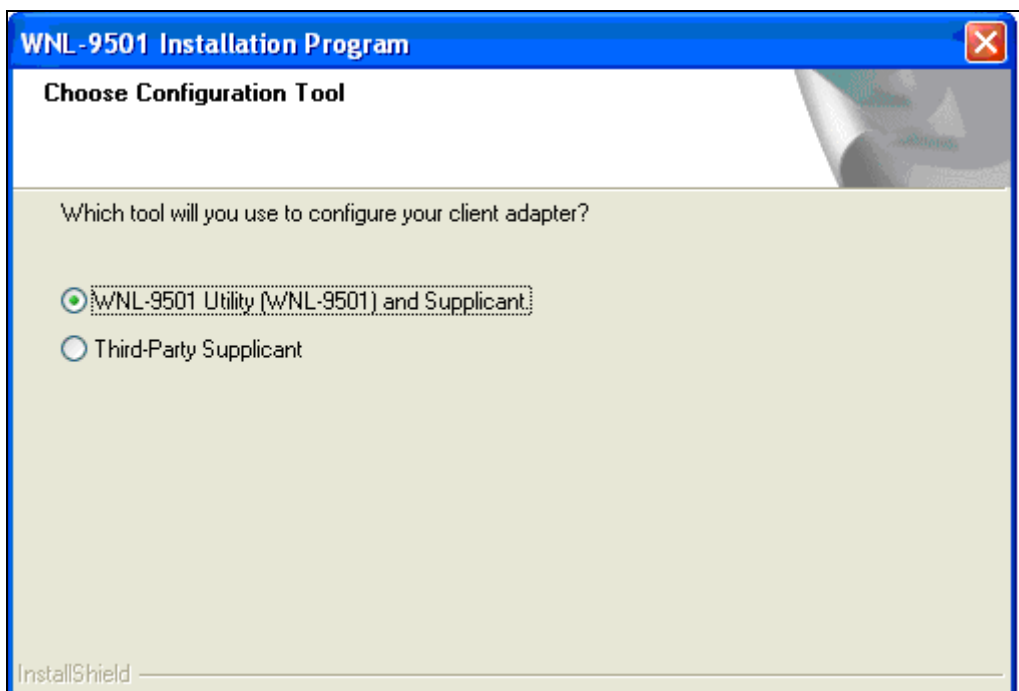 WNL-9501 Installation Program
Choose Configuration Tool
Which tool will you use to configure your client adapter?
WNL-9501 Utility (WNL-9501) and Supplicant.
Third-Party Supplicant
InstallShield